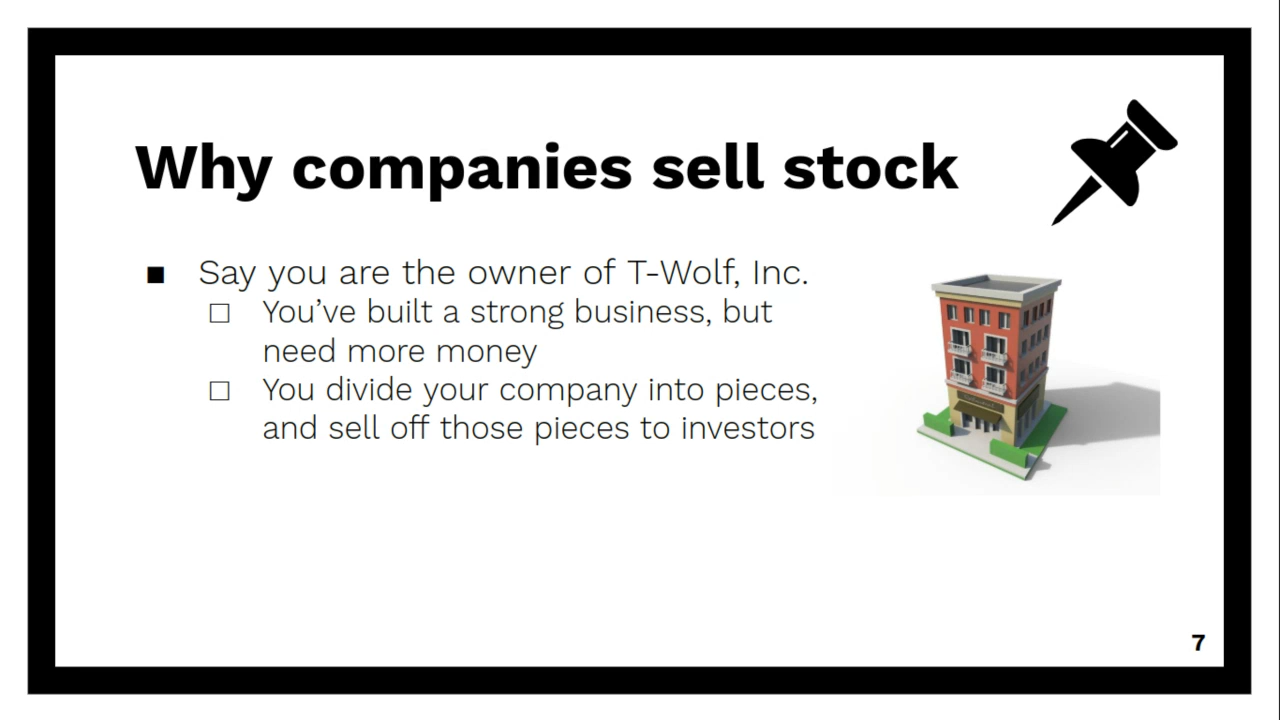 Why companies sell stock
■ Say you are the owner of T-Wolf, Inc.
□ You’ve built a strong business, but
need more money
□ You divide your company into pieces,
and sell off those pieces to investors
7